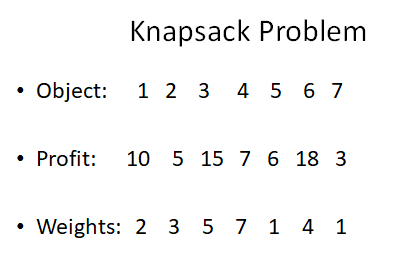 Knapsack Problem
• Object: 1 2 3 4 5 6 7
• Profit: 10 5 15 7 6 18 3
• Weights: 2 3 5 7 1 4 1